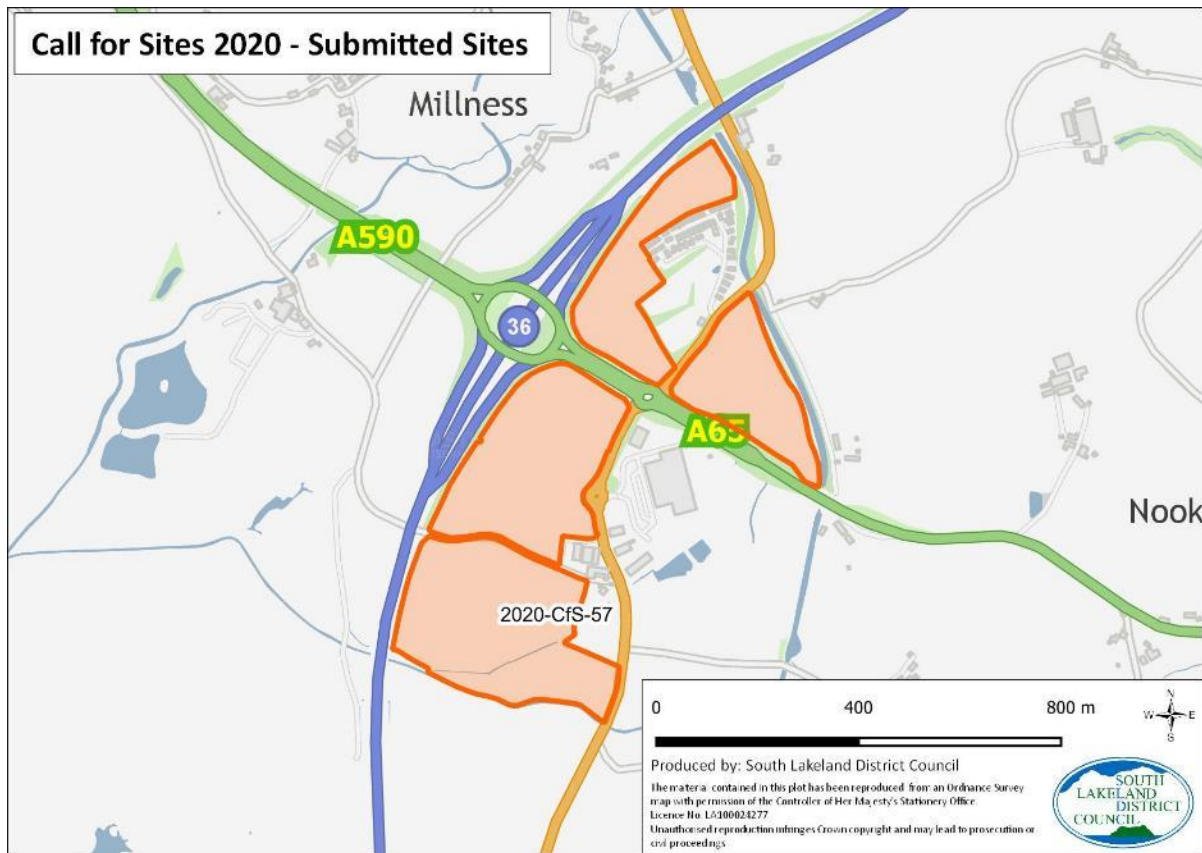 Call for Sites 2020 - Submitted Sites
Millness
A590
36
A65
Nook
2020-CfS-57
0 400 800 m
N
W E
S
Produced by: South Lakeland District Council
The material contained in this plot has been reproduced from an Ordnance Survey
map with permission of the Controller of Her Majesty's Stationery Office.
Licence No. LA100024277
Unauthorised reproduction infringes Crown copyright and may lead to prosecution or
civil proceedings
SOUTH
LAKELAND
DISTRICT
COUNCIL